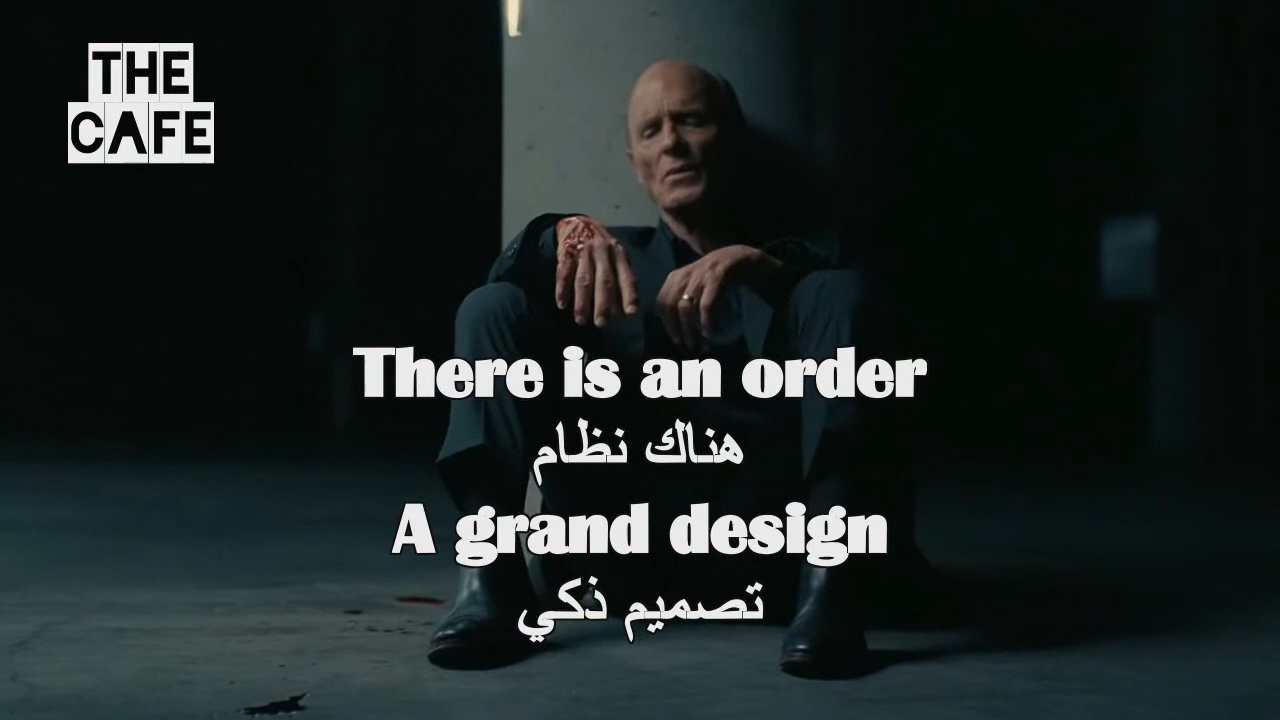 THE
CAFE
There is an order
هناك نظام
A grand design
تصميم ذكي